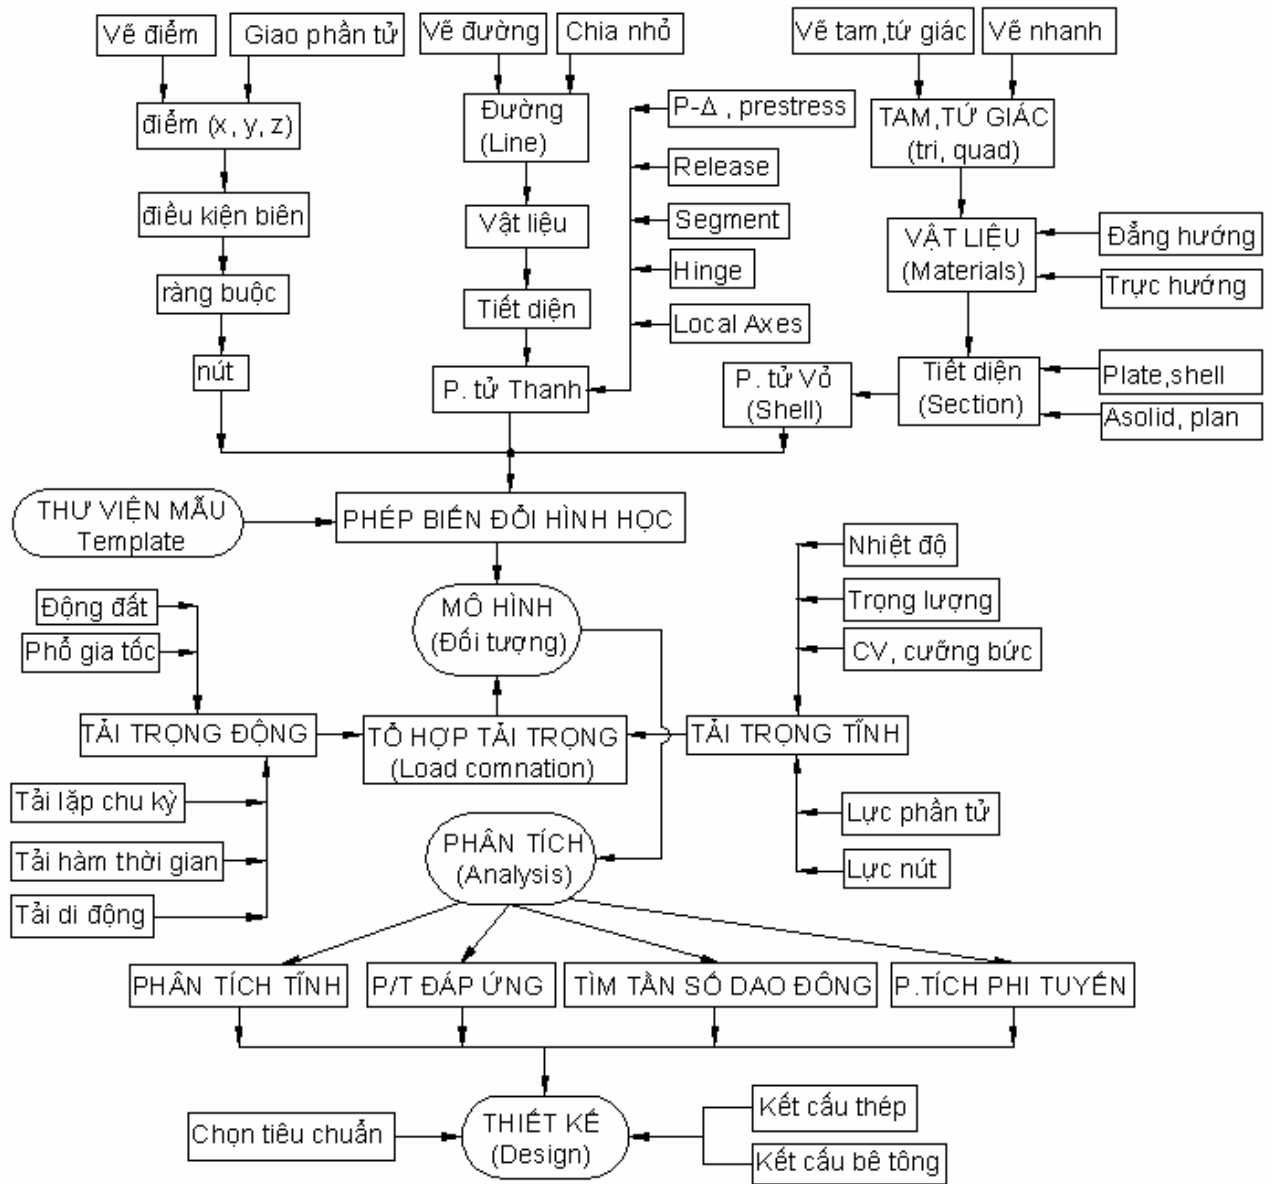 Vẽ điểm
Giao phần tử
Vẽ đường
Chia nhỏ
Vẽ tam,tứ giác
Vẽ nhanh
điểm (x, y, z)
Đường
(Line)
P-Δ , prestress
TAM,TỨ GIÁC
(tri, quad)
Release
điều kiện biên
Vật liệu
Segment
VẬT LIỆU
(Materials)
Đẳng hướng
Hinge
Trực hướng
ràng buộc
Tiết diện
Local Axes
nút
P. tử Thanh
P. tử Vỏ
(Shell)
Tiết diện
(Section)
Plate,shell
Asolid, plan
THƯ VIỆN MẪU
Template
PHÉP BIẾN ĐỔI HÌNH HỌC
Nhiệt độ
Động đất
MÔ HÌNH
(Đối tượng)
Trọng lượng
Phổ gia tốc
CV, cưỡng bức
TẢI TRỌNG ĐỘNG
TỔ HỢP TẢI TRỌNG
(Load comnation)
TẢI TRỌNG TĨNH
Tải lặp chu kỳ
Lực phần tử
Tải hàm thời gian
PHÂN TÍCH
(Analysis)
Lực nút
Tải di động
PHÂN TÍCH TĨNH
P/T ĐÁP ỨNG
TÌM TẦN SỐ DAO ĐÔNG
P.TÍCH PHI TUYẾN
Chọn tiêu chuẩn
THIẾT KẾ
(Design)
Kết cấu thép
Kết cấu bê tông